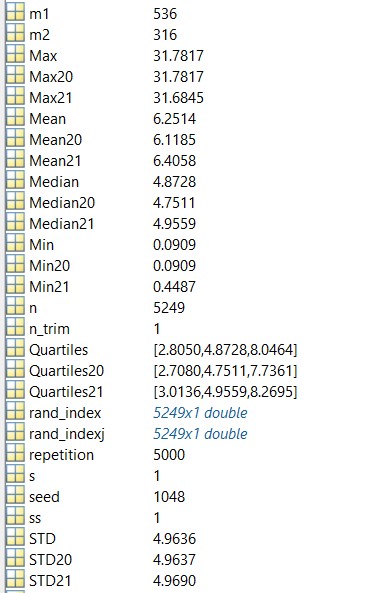 m1 536
m2 316
Max 31.7817
Max20 31.7817
Max21 31.6845
Mean 6.2514
Mean20 6.1185
Mean21 6.4058
Median 4.8728
Median20 4.7511
Median21 4.9559
Min 0.0909
Min20 0.0909
Min21 0.4487
n 5249
n_trim 1
Quartiles [2.8050,4.8728,8.0464]
Quartiles20 [2.7080,4.7511,7.7361]
Quartiles21 [3.0136,4.9559,8.2695]
rand_index 5249x1 double
rand_indexj 5249x1 double
repetition 5000
s 1
seed 1048
ss 1
STD 4.9636
STD20 4.9637
STD21 4.9690